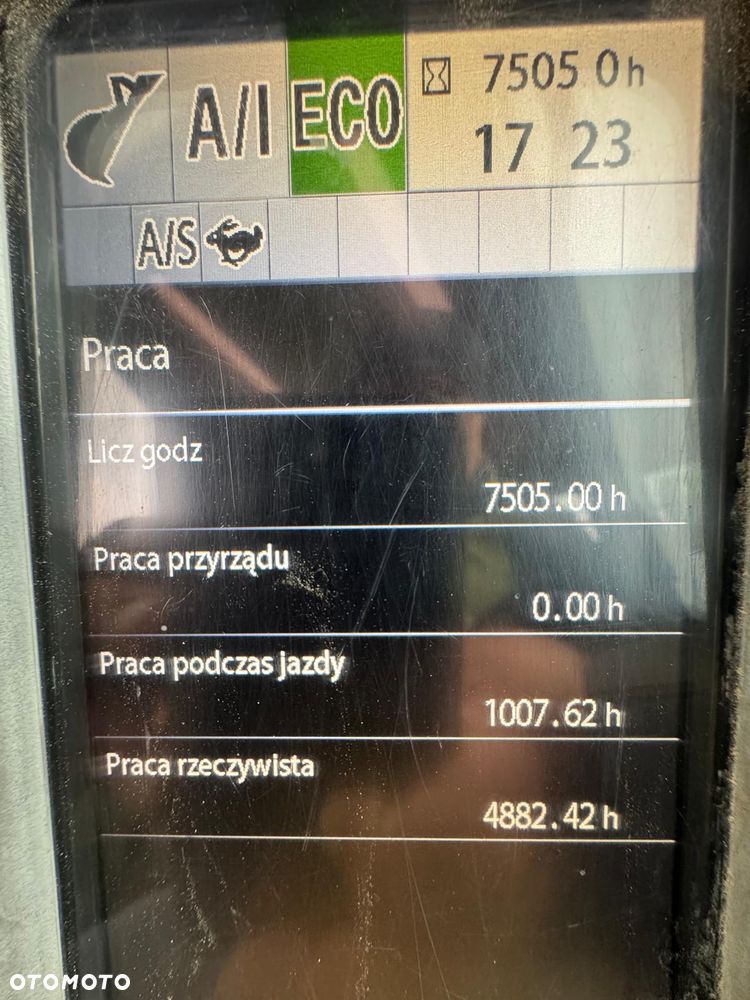 A/I ECO 7505 0 h
17 23
A/S
Praca
Licz godz
7505.00 h
Praca przyrządu
0.00 h
Praca podczas jazdy
1007.62 h
Praca rzeczywista
4882.42 h
OTOMOTO